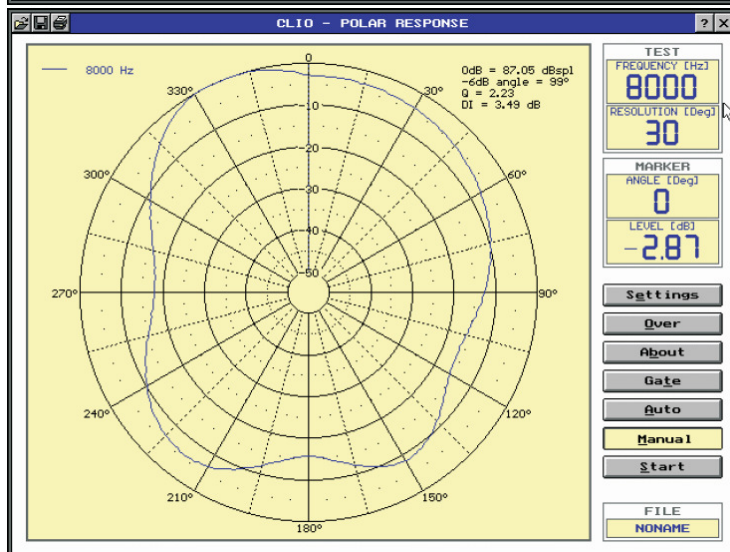 CLIO - POLAR RESPONSE
? X
8000 Hz
0dB = 87.05 dBspl
-6dB angle = 99°
Q = 2.23
DI = 3.49 dB
0
330°
30°
-10
300°
60°
-20
-30
-40
-60
270°
90°
240°
120°
210°
150°
180°
TEST
FREQUENCY [Hz]
8000
RESOLUTION [Deg]
30
MARKER
ANGLE [Deg]
0
LEVEL [dB]
-2.87
Settings
Over
About
Gate
Auto
Manual
Start
FILE
NONAME